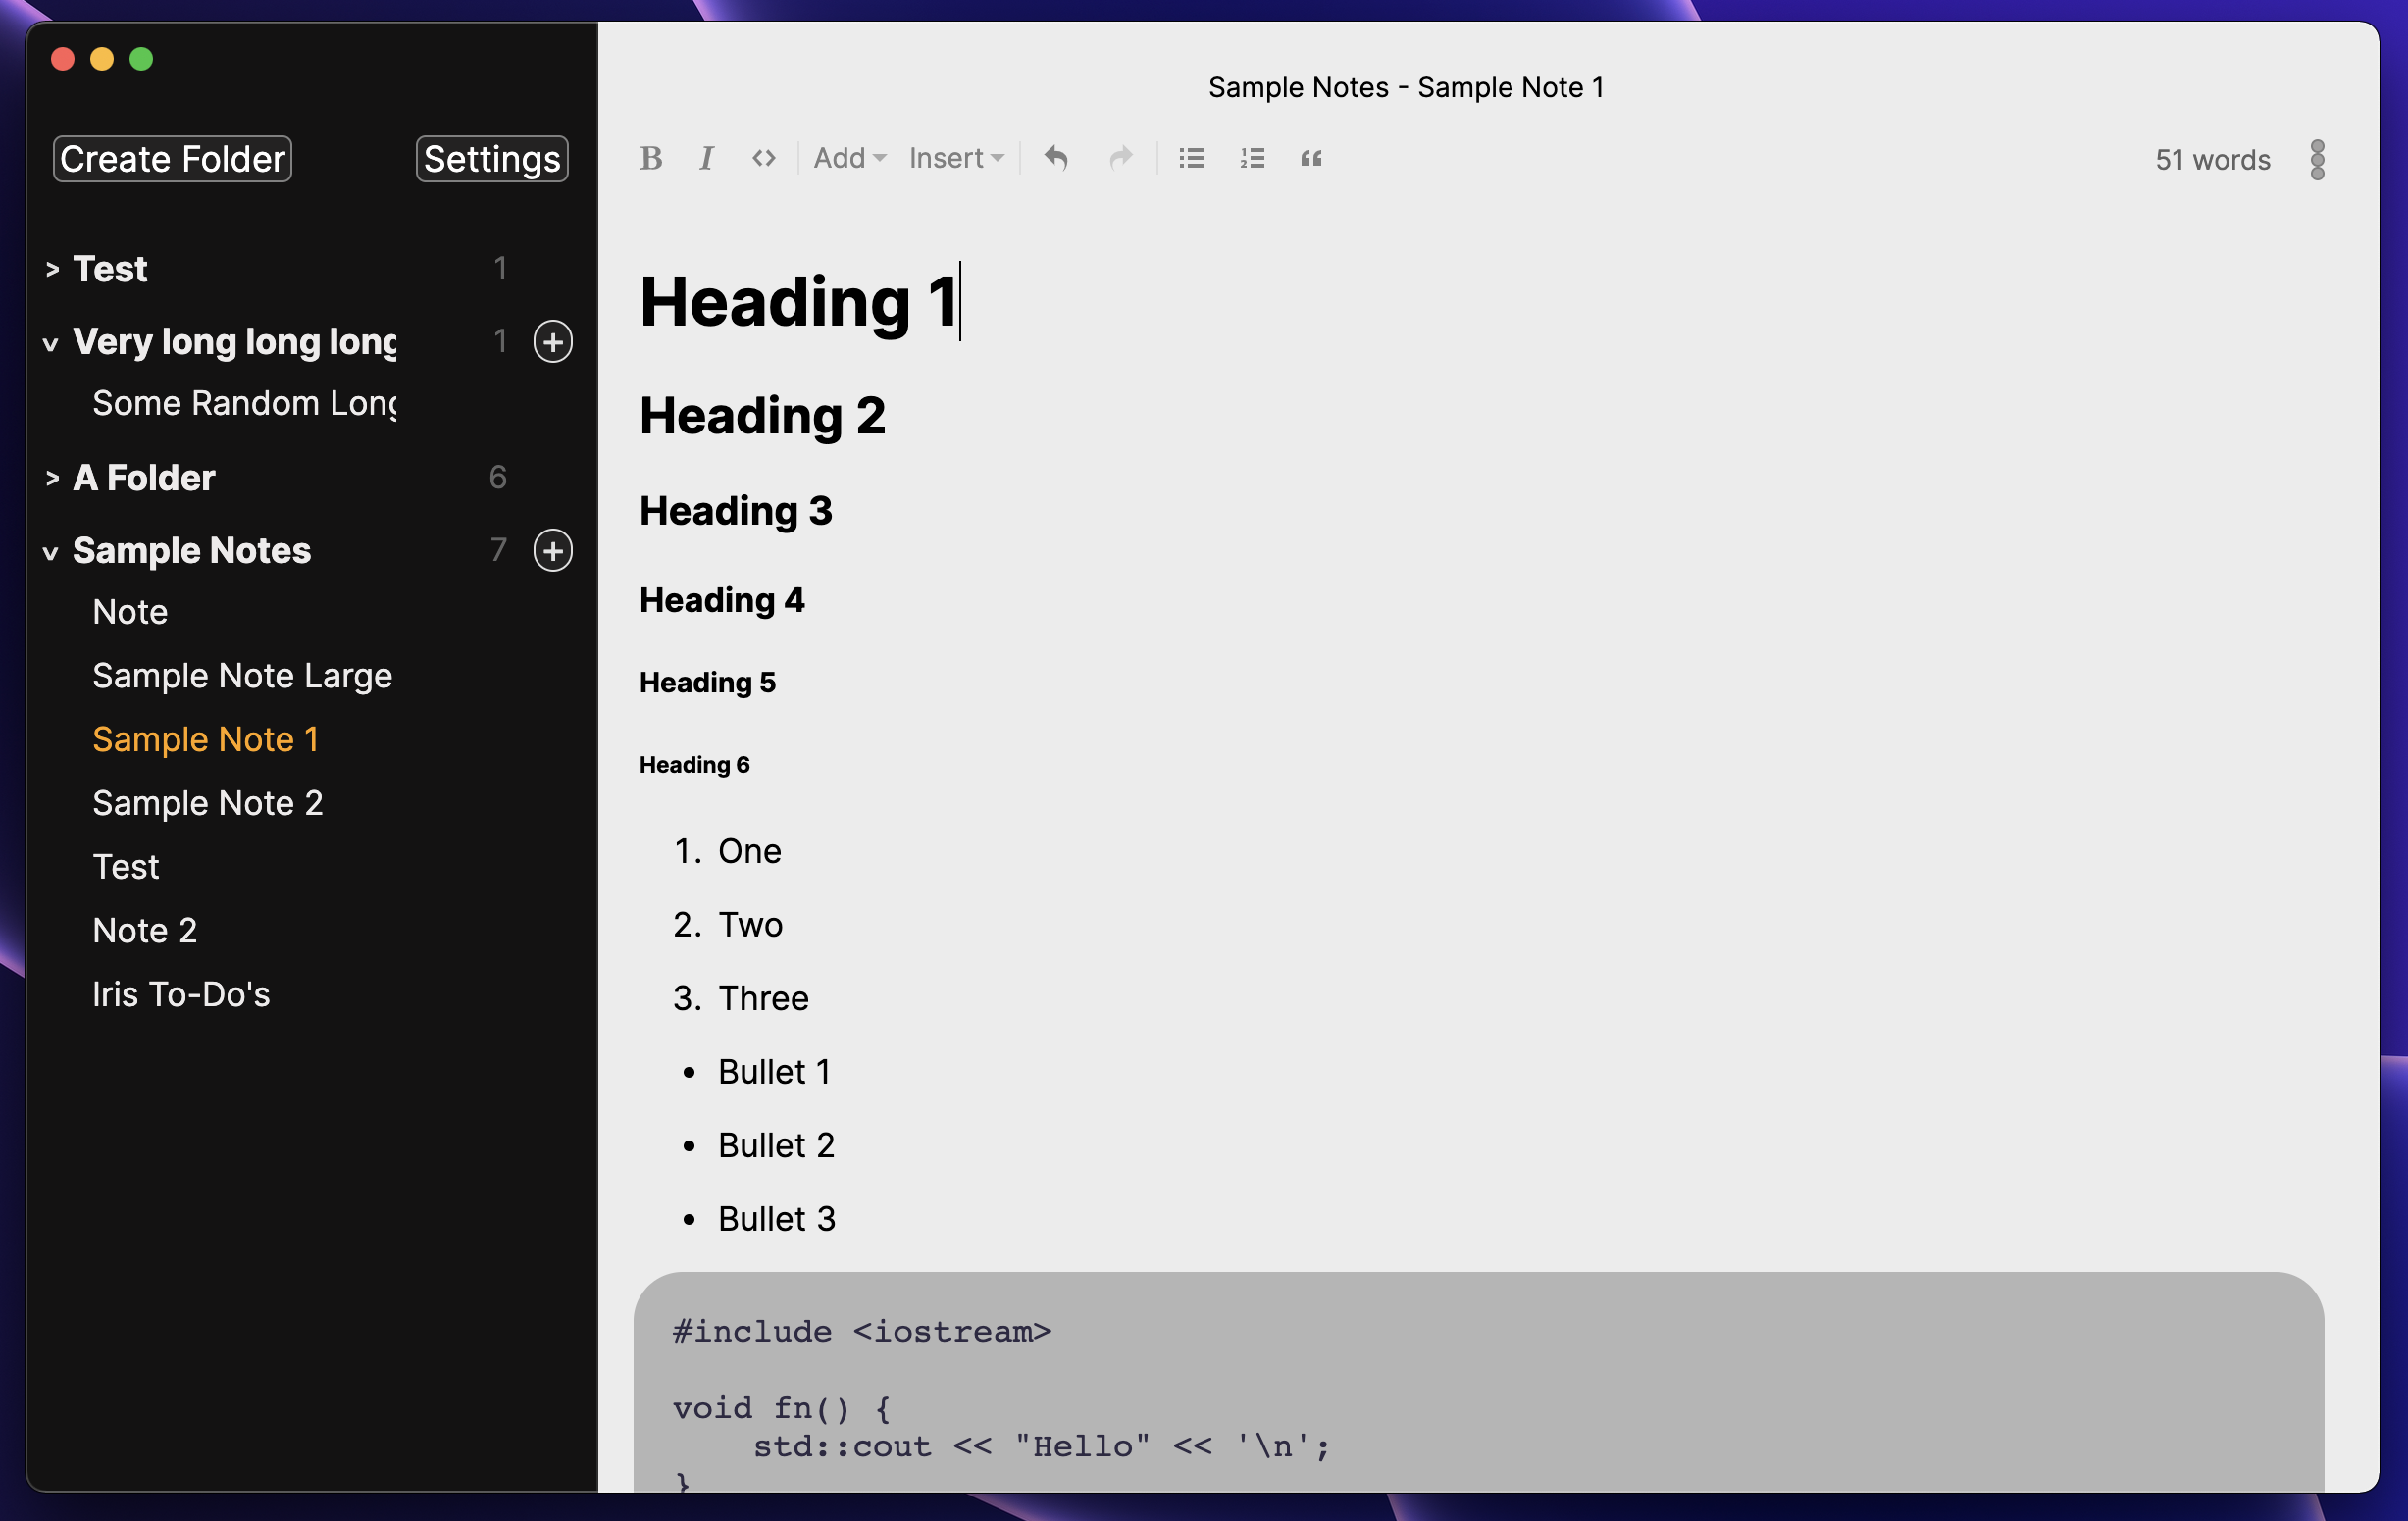 Create Folder Settings
> Test 1
v Very long long long 1
Some Random Long
> A Folder 6
v Sample Notes 7
Note
Sample Note Large
Sample Note 1
Sample Note 2
Test
Note 2
Iris To-Do's
Sample Notes - Sample Note 1
B I <> Add Insert 51 words
Heading 1
Heading 2
Heading 3
Heading 4
Heading 5
Heading 6
1. One
2. Two
3. Three
• Bullet 1
• Bullet 2
• Bullet 3
#include <iostream>
void fn() {
    std::cout << "Hello" << '\n';
}